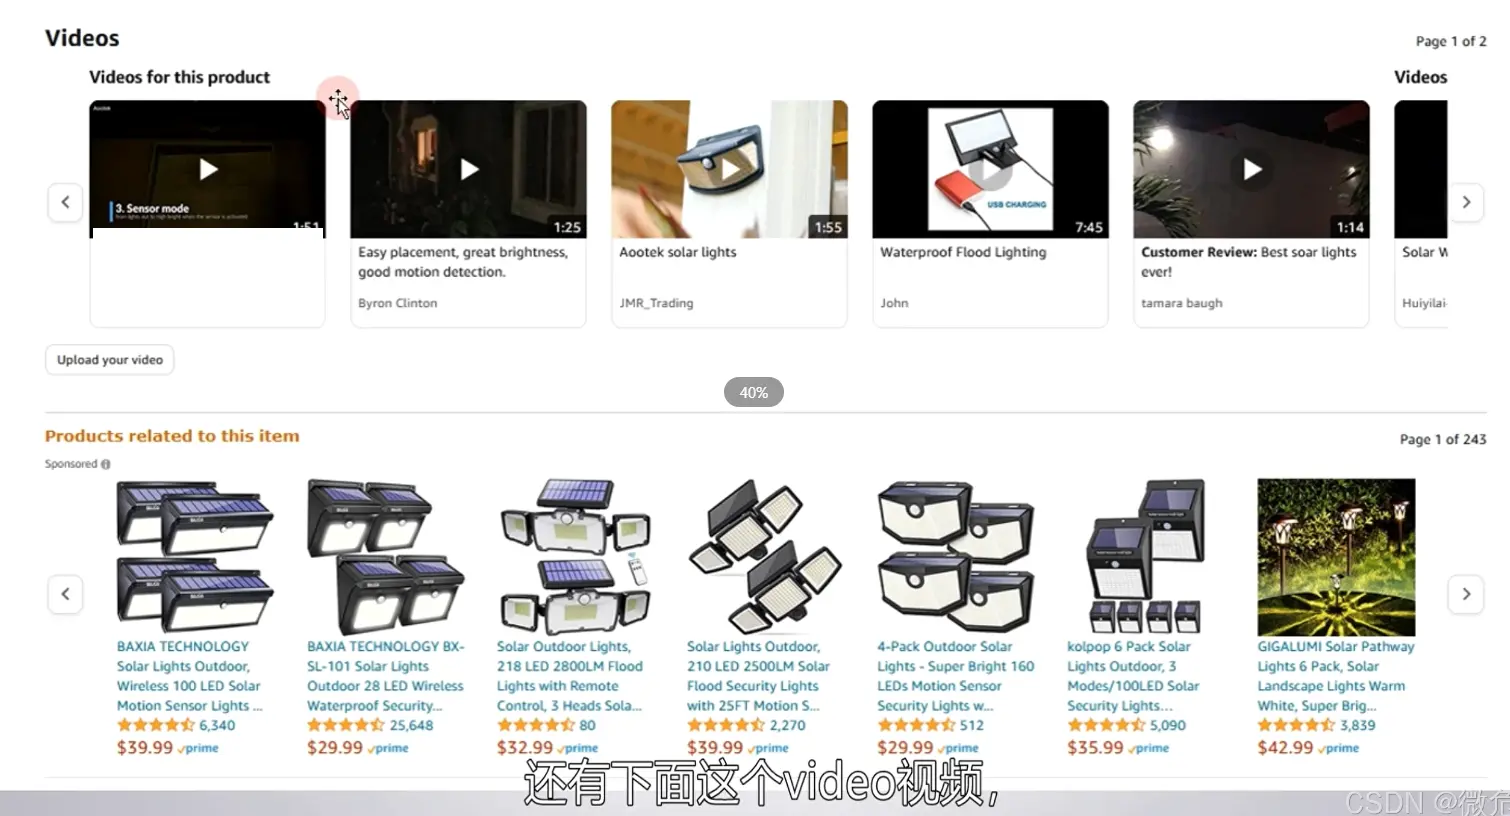 Videos
Page 1 of 2
Videos for this product
Videos
Aootek
3. Sensor mode
1:51
1:25
1:55
USB CHARGING
7:45
1:14
Easy placement, great brightness,
good motion detection.
Byron Clinton
Aootek solar lights
JMR_Trading
Waterproof Flood Lighting
John
Customer Review: Best soar lights
ever!
tamara baugh
Solar W
Huiyilai-
Upload your video
40%
Products related to this item
Page 1 of 243
Sponsored
BAXIA TECHNOLOGY
Solar Lights Outdoor,
Wireless 100 LED Solar
Motion Sensor Lights ...
6,340
$39.99 prime
BAXIA TECHNOLOGY BX-
SL-101 Solar Lights
Outdoor 28 LED Wireless
Waterproof Security...
25,648
$29.99 prime
Solar Outdoor Lights,
218 LED 2800LM Flood
Lights with Remote
Control, 3 Heads Sola...
80
$32.99 prime
Solar Lights Outdoor,
210 LED 2500LM Solar
Flood Security Lights
with 25FT Motion S...
2,270
$39.99 prime
4-Pack Outdoor Solar
Lights - Super Bright 160
LEDs Motion Sensor
Security Lights w...
512
$29.99 prime
kolpop 6 Pack Solar
Lights Outdoor, 3
Modes/100LED Solar
Security Lights...
5,090
$35.99 prime
GIGALUMI Solar Pathway
Lights 6 Pack, Solar
Landscape Lights Warm
White, Super Brig...
3,839
$42.99 prime
还有下面这个video视频，
CSDN @微